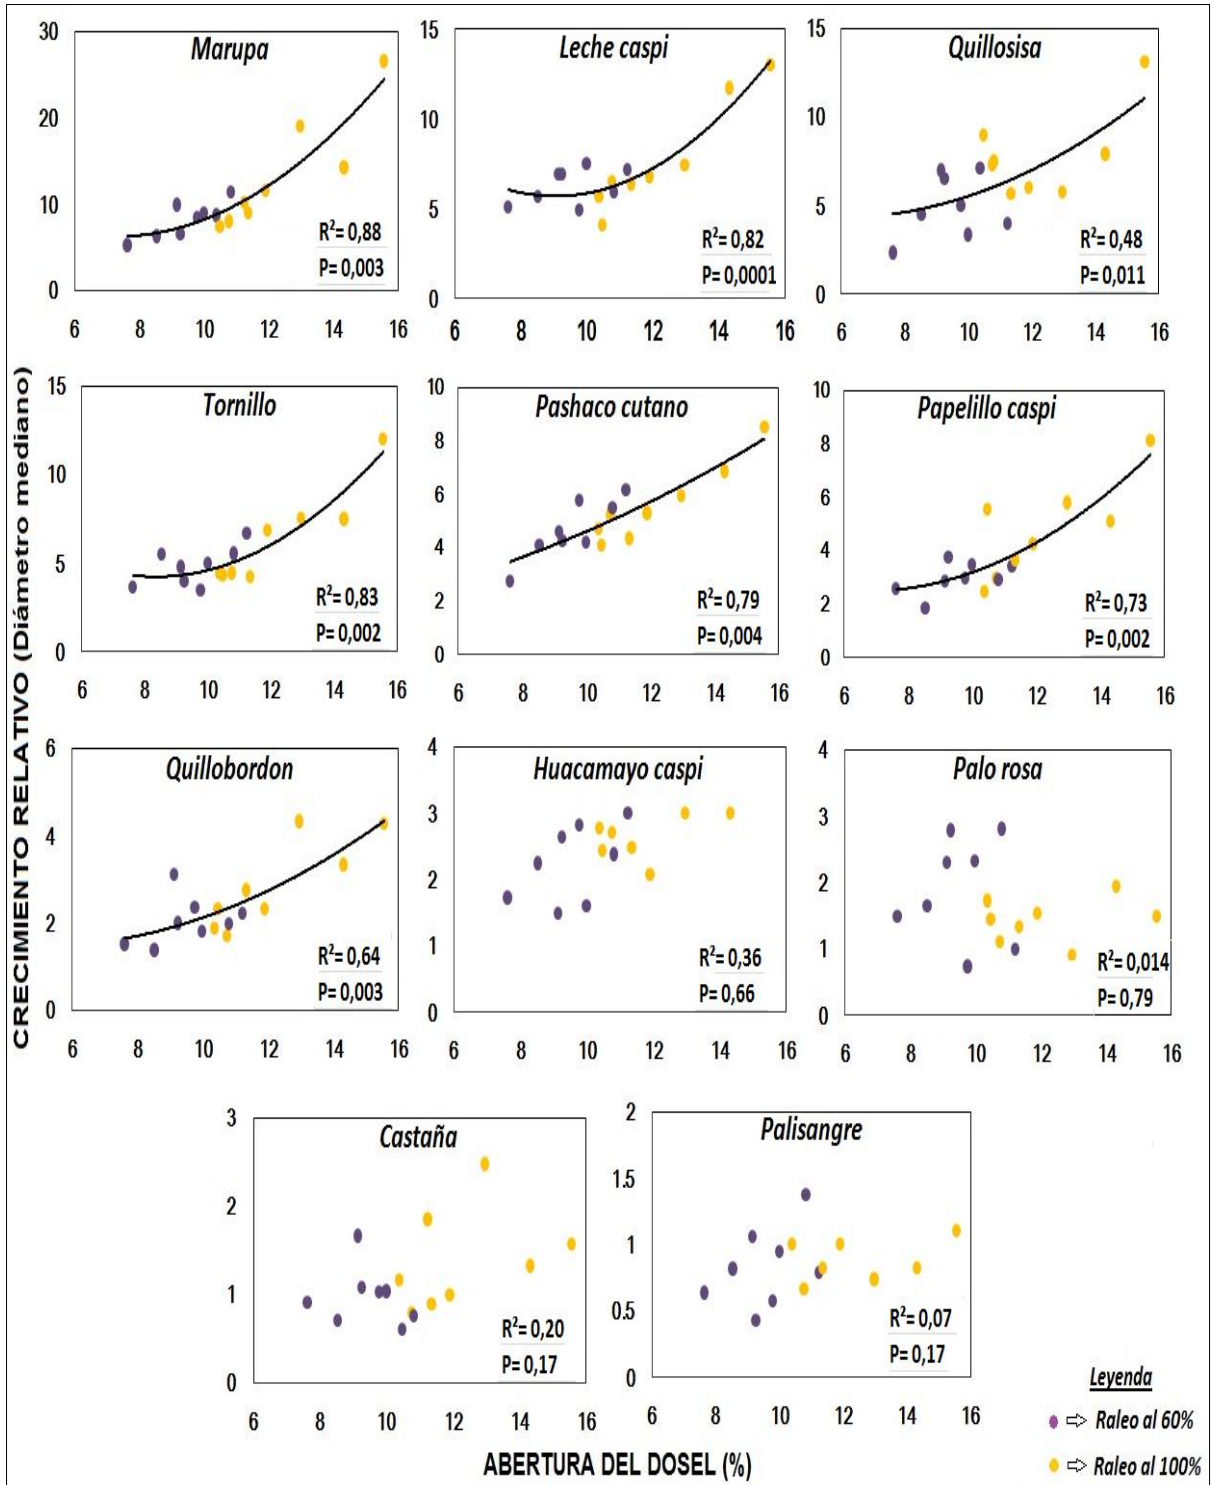 CRECIMIENTO RELATIVO (Diámetro mediano)
Marupa
30
20
10
0
6 8 10 12 14 16
R²= 0,88
P= 0,003
Leche caspi
15
10
5
0
6 8 10 12 14 16
R²= 0,82
P= 0,0001
Quillosisa
15
10
5
0
6 8 10 12 14 16
R²= 0,48
P= 0,011
Tornillo
15
10
5
0
6 8 10 12 14 16
R²= 0,83
P= 0,002
Pashaco cutano
10
8
6
4
2
0
6 8 10 12 14 16
R²= 0,79
P= 0,004
Papelillo caspi
10
8
6
4
2
0
6 8 10 12 14 16
R²= 0,73
P= 0,002
Quillobordon
6
4
2
0
6 8 10 12 14 16
R²= 0,64
P= 0,003
Huacamayo caspi
4
3
2
1
0
6 8 10 12 14 16
R²= 0,36
P= 0,66
Palo rosa
4
3
2
1
0
6 8 10 12 14 16
R²= 0,014
P= 0,79
Castaña
3
2
1
0
6 8 10 12 14 16
R²= 0,20
P= 0,17
Palisangre
2
1.5
1
0.5
0
6 8 10 12 14 16
R²= 0,07
P= 0,17
ABERTURA DEL DOSEL (%)
Leyenda
Raleo al 60%
Raleo al 100%